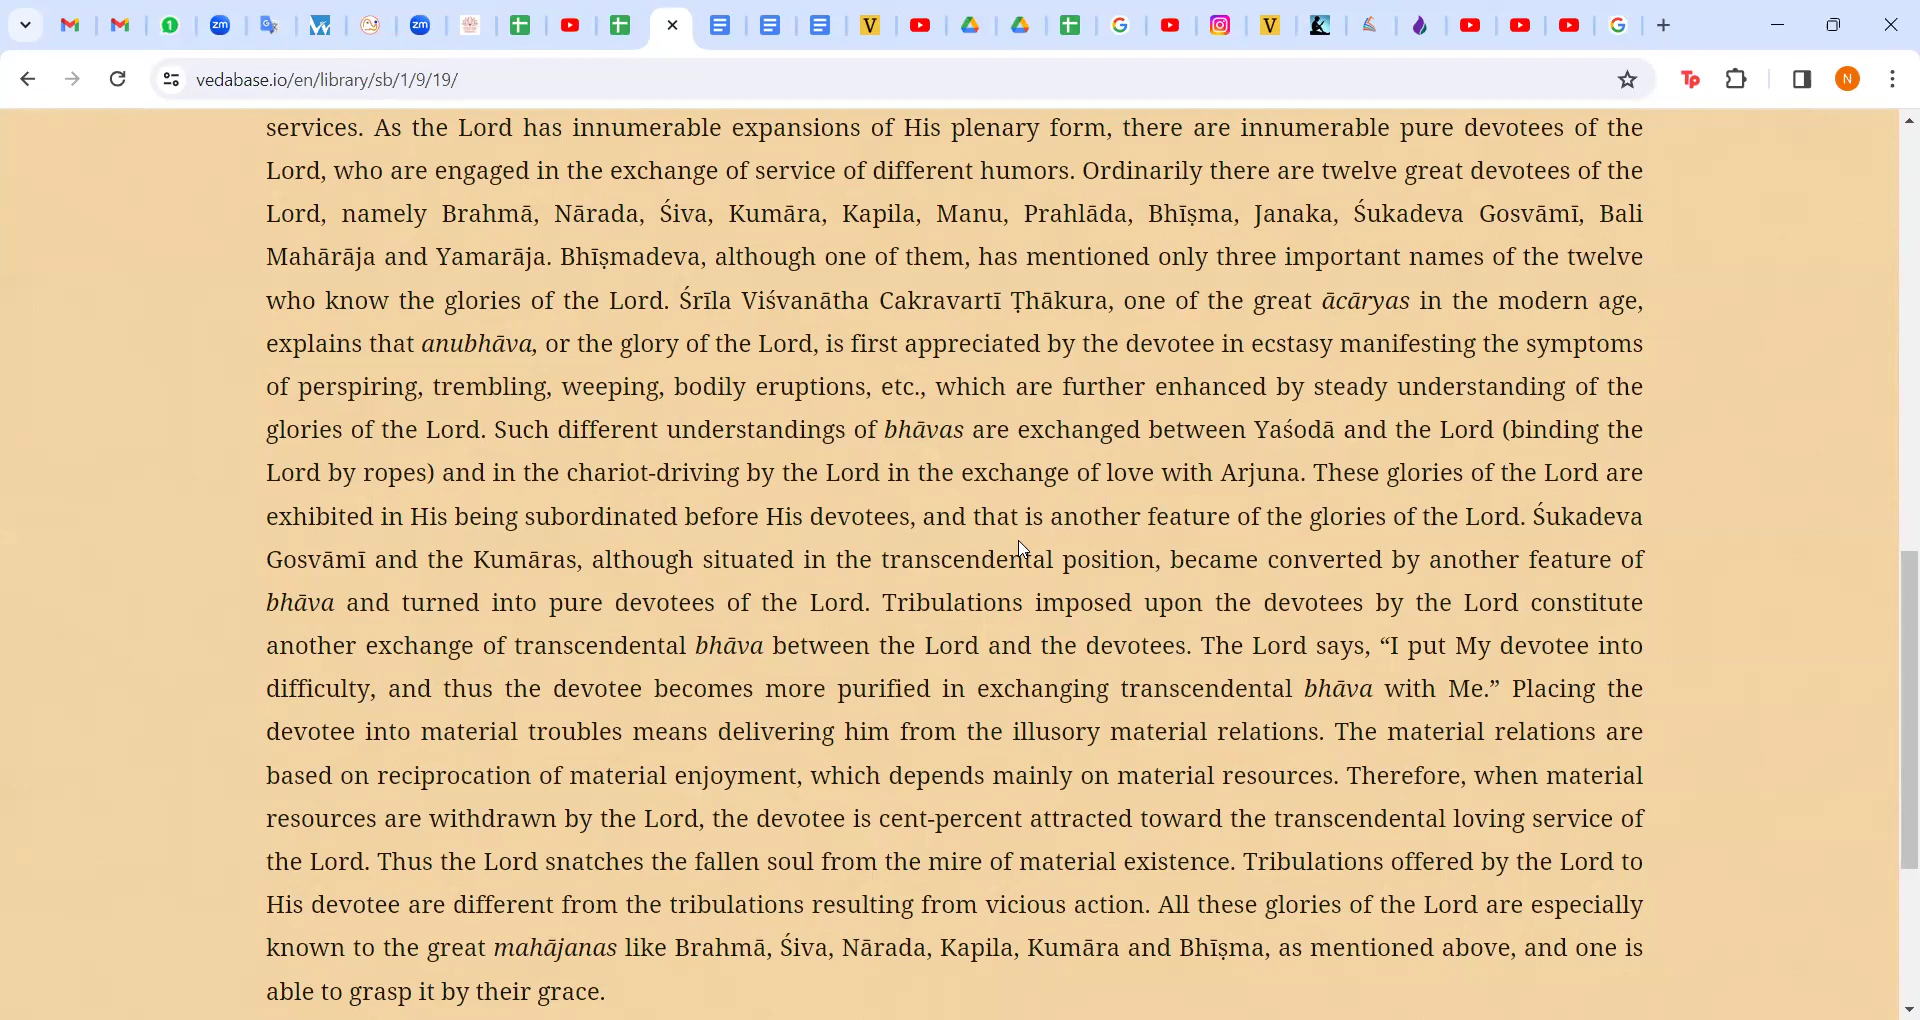 vedabase.io/en/library/sb/1/9/19/
services. As the Lord has innumerable expansions of His plenary form, there are innumerable pure devotees of the
Lord, who are engaged in the exchange of service of different humors. Ordinarily there are twelve great devotees of the
Lord, namely Brahmā, Nārada, Śiva, Kumāra, Kapila, Manu, Prahlāda, Bhīṣma, Janaka, Śukadeva Gosvāmī, Bali
Mahārāja and Yamarāja. Bhīṣmadeva, although one of them, has mentioned only three important names of the twelve
who know the glories of the Lord. Śrīla Viśvanātha Cakravartī Ṭhākura, one of the great ācāryas in the modern age,
explains that anubhāva, or the glory of the Lord, is first appreciated by the devotee in ecstasy manifesting the symptoms
of perspiring, trembling, weeping, bodily eruptions, etc., which are further enhanced by steady understanding of the
glories of the Lord. Such different understandings of bhāvas are exchanged between Yaśodā and the Lord (binding the
Lord by ropes) and in the chariot-driving by the Lord in the exchange of love with Arjuna. These glories of the Lord are
exhibited in His being subordinated before His devotees, and that is another feature of the glories of the Lord. Śukadeva
Gosvāmī and the Kumāras, although situated in the transcendental position, became converted by another feature of
bhāva and turned into pure devotees of the Lord. Tribulations imposed upon the devotees by the Lord constitute
another exchange of transcendental bhāva between the Lord and the devotees. The Lord says, “I put My devotee into
difficulty, and thus the devotee becomes more purified in exchanging transcendental bhāva with Me.” Placing the
devotee into material troubles means delivering him from the illusory material relations. The material relations are
based on reciprocation of material enjoyment, which depends mainly on material resources. Therefore, when material
resources are withdrawn by the Lord, the devotee is cent-percent attracted toward the transcendental loving service of
the Lord. Thus the Lord snatches the fallen soul from the mire of material existence. Tribulations offered by the Lord to
His devotee are different from the tribulations resulting from vicious action. All these glories of the Lord are especially
known to the great mahājanas like Brahmā, Śiva, Nārada, Kapila, Kumāra and Bhīṣma, as mentioned above, and one is
able to grasp it by their grace.